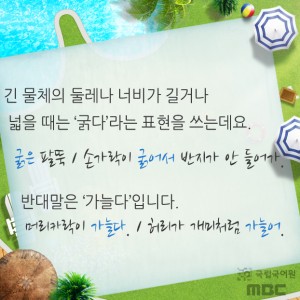 긴 물체의 둘레나 너비가 길거나
넓을 때는 '굵다'라는 표현을 쓰는데요.
굵은 팔뚝 / 손가락이 굵어서 반지가 안 들어가.
반대말은 '가늘다'입니다.
머리카락이 가늘다. / 허리가 개미처럼 가늘어.
국립국어원
MBC